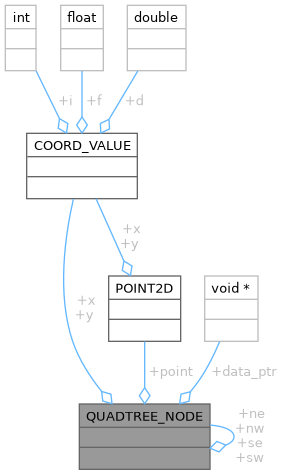 int
float
double
+i
+f
+d
COORD_VALUE
+x
+y
POINT2D
void *
+x
+y
+point
+data_ptr
QUADTREE_NODE
+ne
+nw
+se
+sw